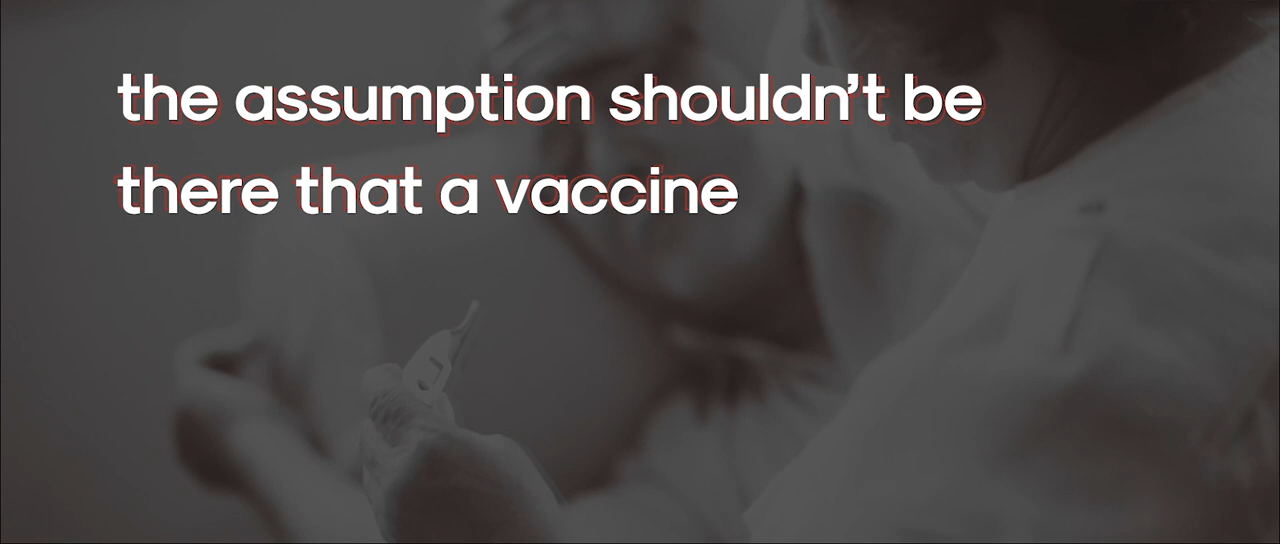 the assumption shouldn’t be
there that a vaccine